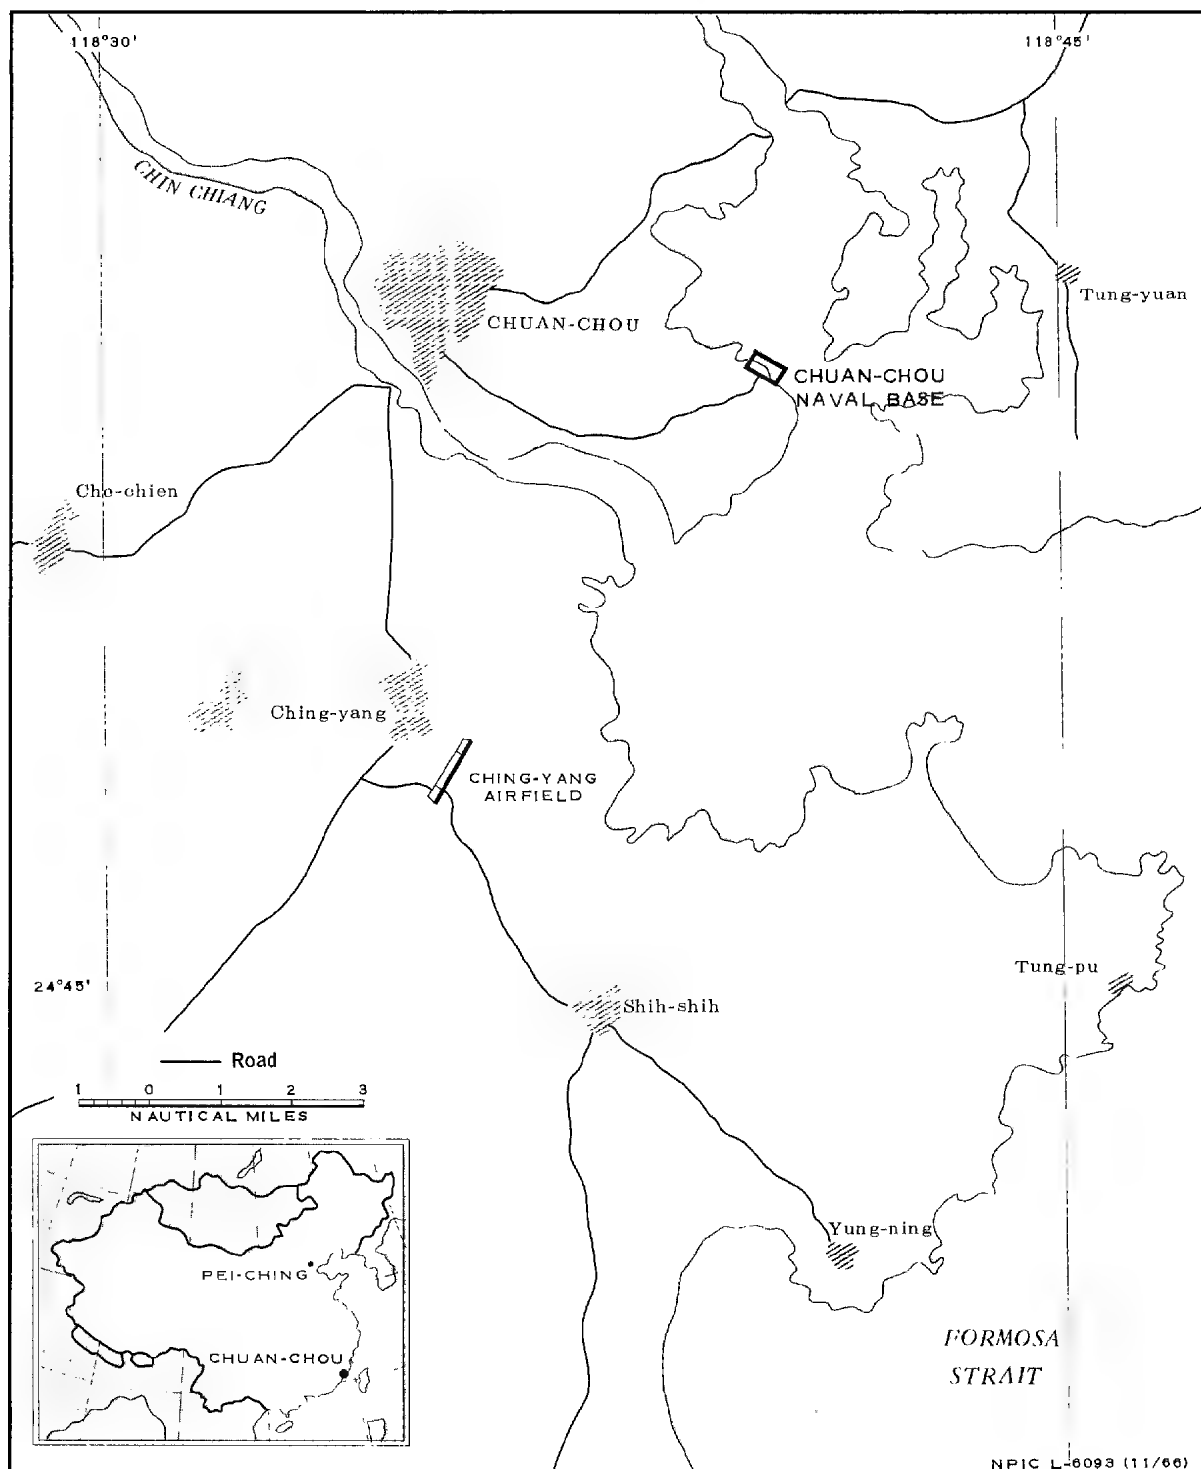 118°30'
118°45'
CHIN CHIANG
Tung-yuan
CHUAN-CHOU
CHUAN-CHOU
NAVAL BASE
Cho-chien
Ching-yang
CHING-YANG
AIRFIELD
Tung-pu
24°45'
Shih-shih
Road
1 0 1 2 3
NAUTICAL MILES
Yung-ning
PEI-CHING
CHUAN-CHOU
FORMOSA
STRAIT
NPIC L-6093 (11/66)